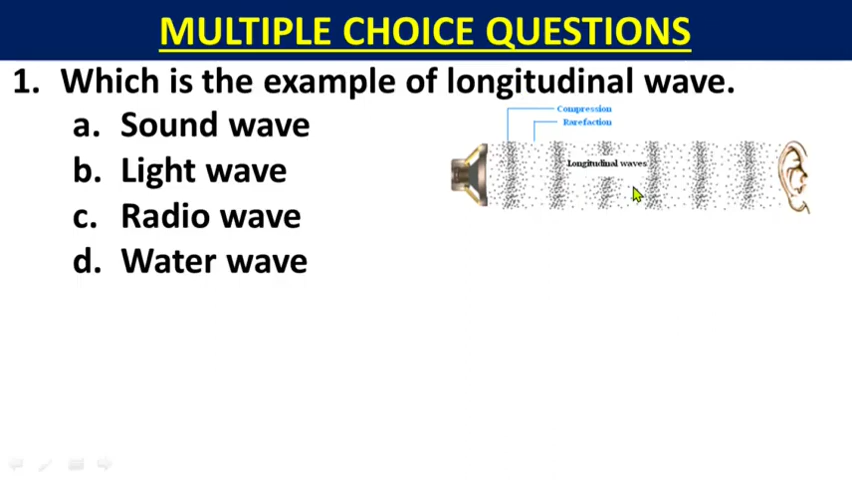 MULTIPLE CHOICE QUESTIONS
1. Which is the example of longitudinal wave.
a. Sound wave
b. Light wave
c. Radio wave
d. Water wave
Compression
Rarefaction
Longitudinal waves